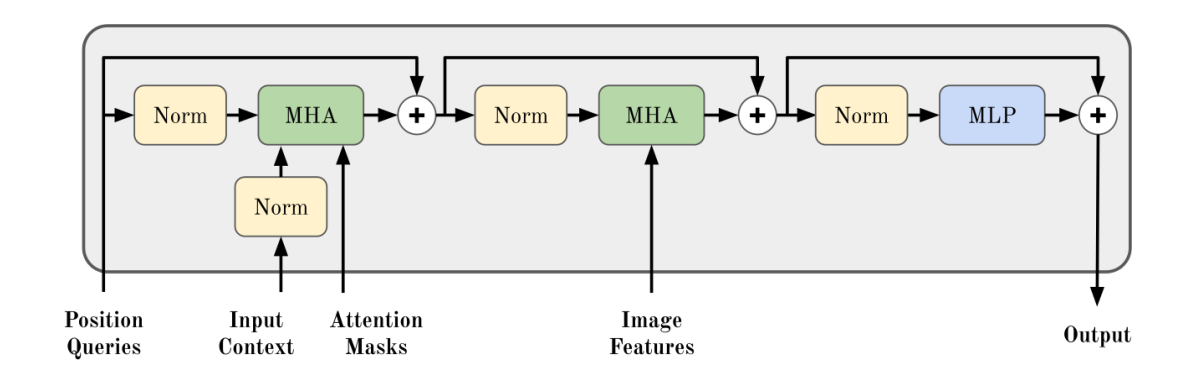 Norm
MHA
+
Norm
MHA
+
Norm
MLP
+
Norm
Position
Queries
Input
Context
Attention
Masks
Image
Features
Output